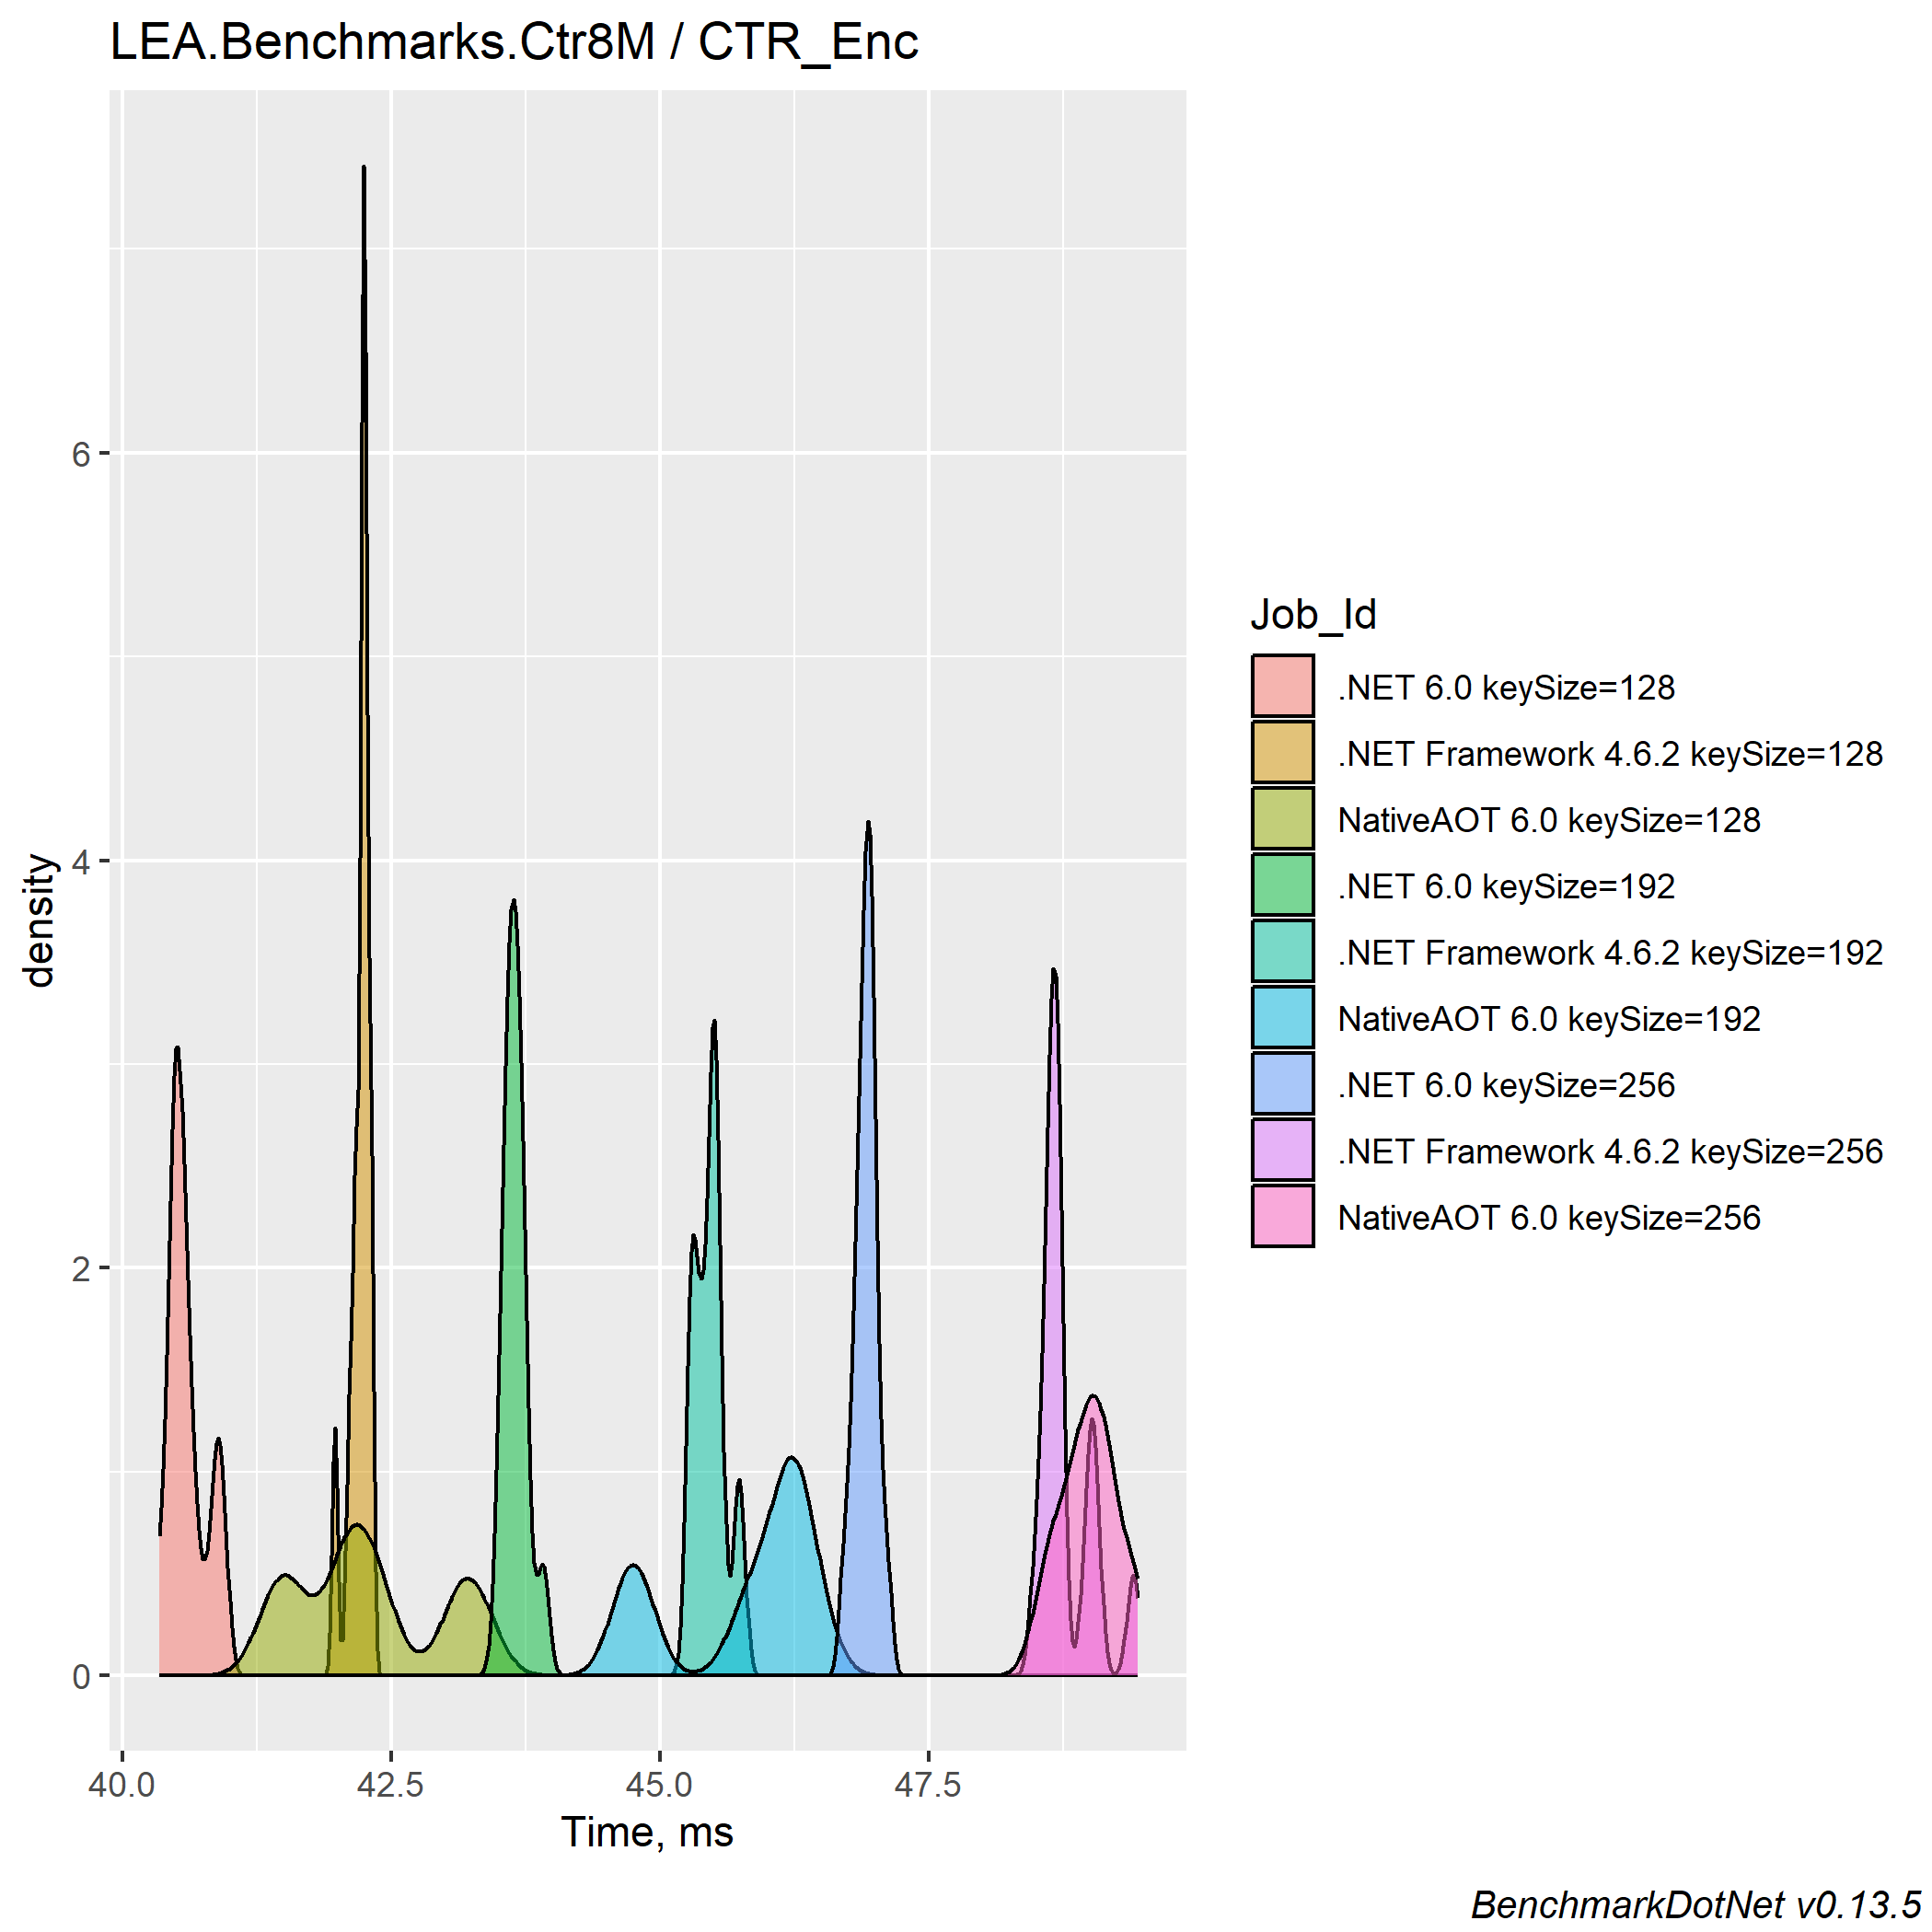 LEA.Benchmarks.Ctr8M / CTR_Enc
density
6
4
2
0
40.0 42.5 45.0 47.5
Time, ms
Job_Id
.NET 6.0 keySize=128
.NET Framework 4.6.2 keySize=128
NativeAOT 6.0 keySize=128
.NET 6.0 keySize=192
.NET Framework 4.6.2 keySize=192
NativeAOT 6.0 keySize=192
.NET 6.0 keySize=256
.NET Framework 4.6.2 keySize=256
NativeAOT 6.0 keySize=256
BenchmarkDotNet v0.13.5